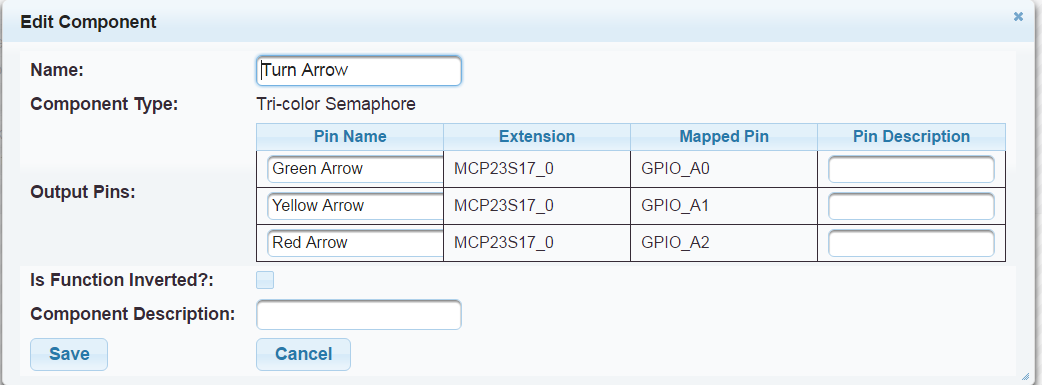 Edit Component
Name: Turn Arrow
Component Type: Tri-color Semaphore
Pin Name Extension Mapped Pin Pin Description
Green Arrow MCP23S17_0 GPIO_A0
Output Pins: Yellow Arrow MCP23S17_0 GPIO_A1
Red Arrow MCP23S17_0 GPIO_A2
Is Function Inverted?:
Component Description:
Save Cancel